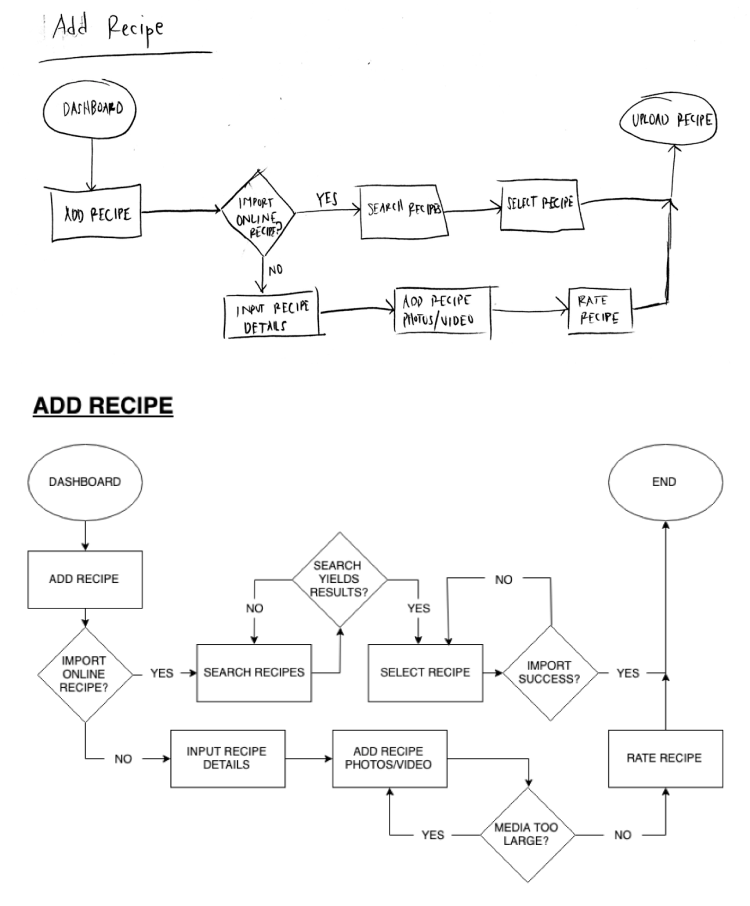 Add Recipe
DASHBOARD
UPLOAD RECIPE
ADD RECIPE
IMPORT
ONLINE
RECIPE?
YES
SEARCH RECIPES
SELECT RECIPE
NO
INPUT RECIPE
DETAILS
ADD RECIPE
PHOTOS/VIDEO
RATE
RECIPE
ADD RECIPE
DASHBOARD
END
ADD RECIPE
SEARCH
YIELDS
RESULTS?
NO
YES
NO
IMPORT
ONLINE
RECIPE?
YES
SEARCH RECIPES
SELECT RECIPE
IMPORT
SUCCESS?
YES
NO
INPUT RECIPE
DETAILS
ADD RECIPE
PHOTOS/VIDEO
RATE RECIPE
YES
MEDIA TOO
LARGE?
NO